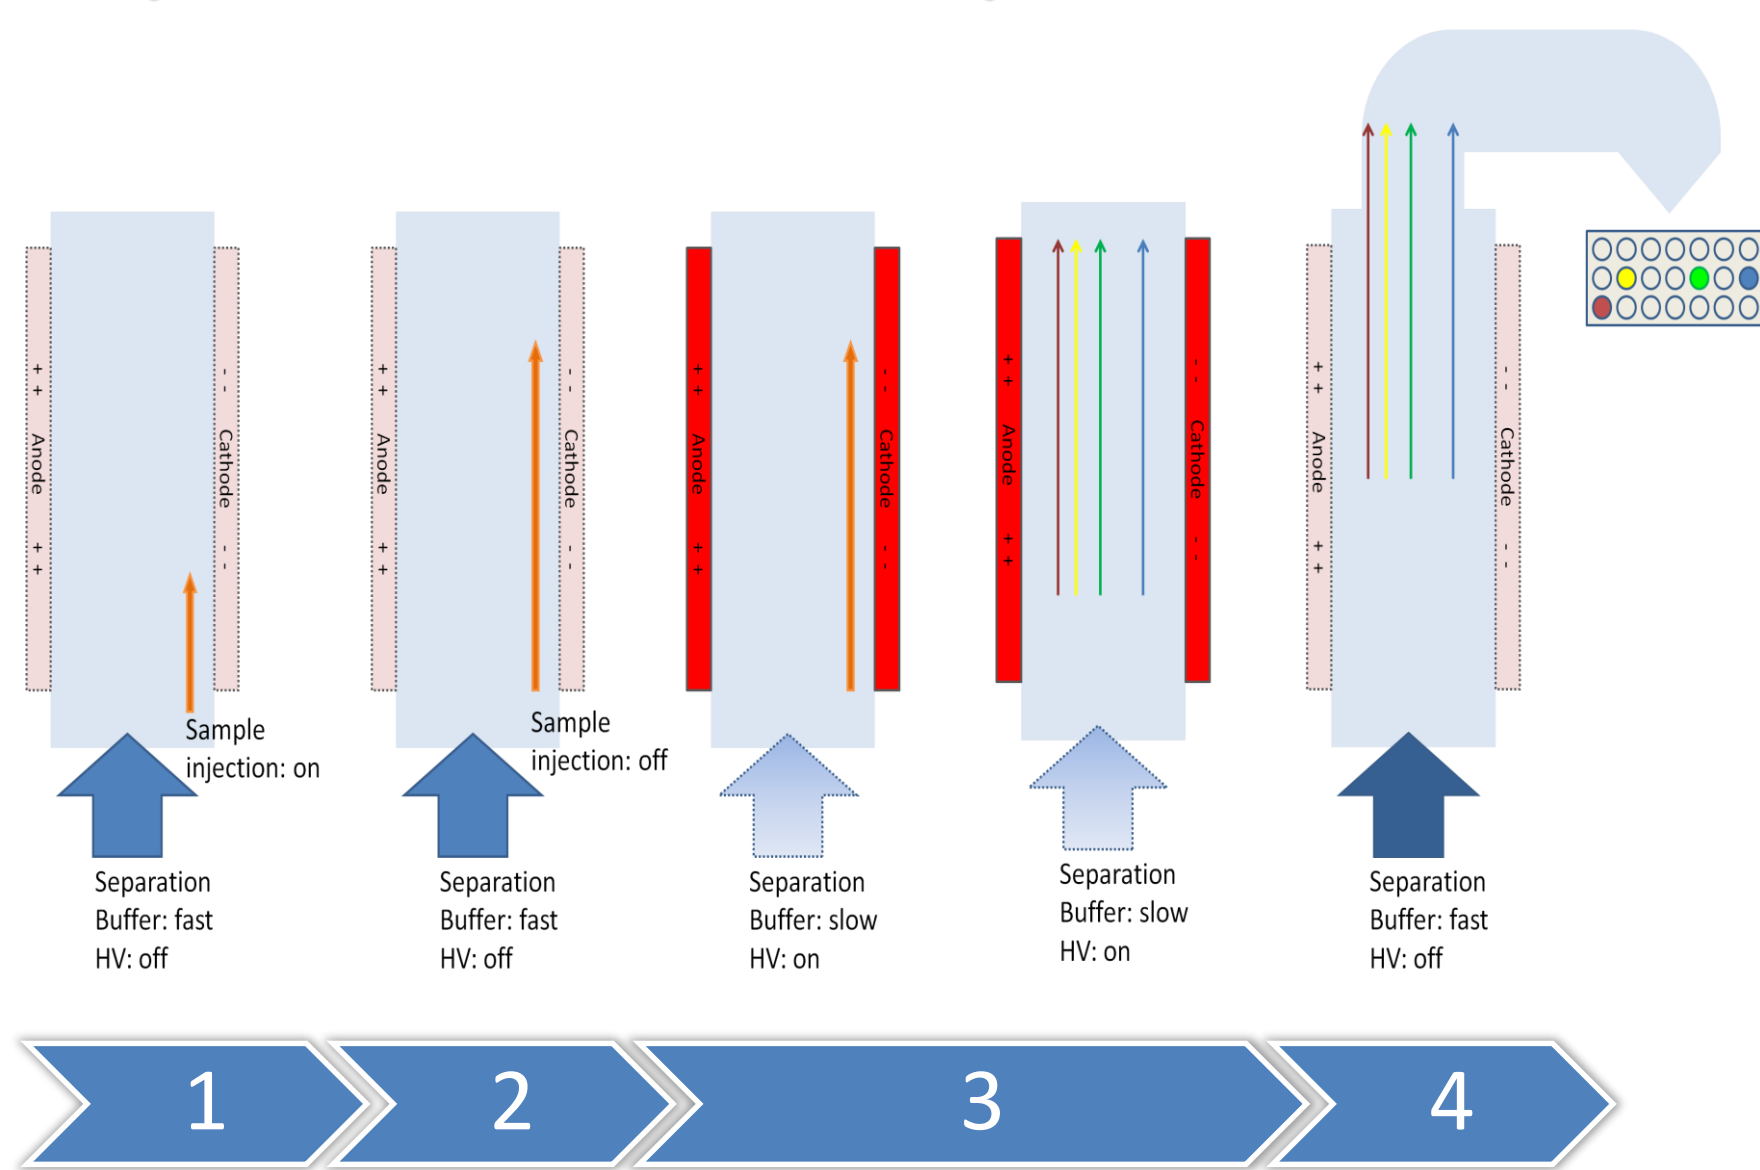 + +
Anode
+ +
- -
Cathode
- -
Sample
injection: on
Separation
Buffer: fast
HV: off
+ +
Anode
+ +
- -
Cathode
- -
Sample
injection: off
Separation
Buffer: fast
HV: off
+ +
Anode
+ +
- -
Cathode
- -
Separation
Buffer: slow
HV: on
+ +
Anode
+ +
- -
Cathode
- -
Separation
Buffer: slow
HV: on
+ +
Anode
+ +
- -
Cathode
- -
Separation
Buffer: fast
HV: off
1
2
3
4